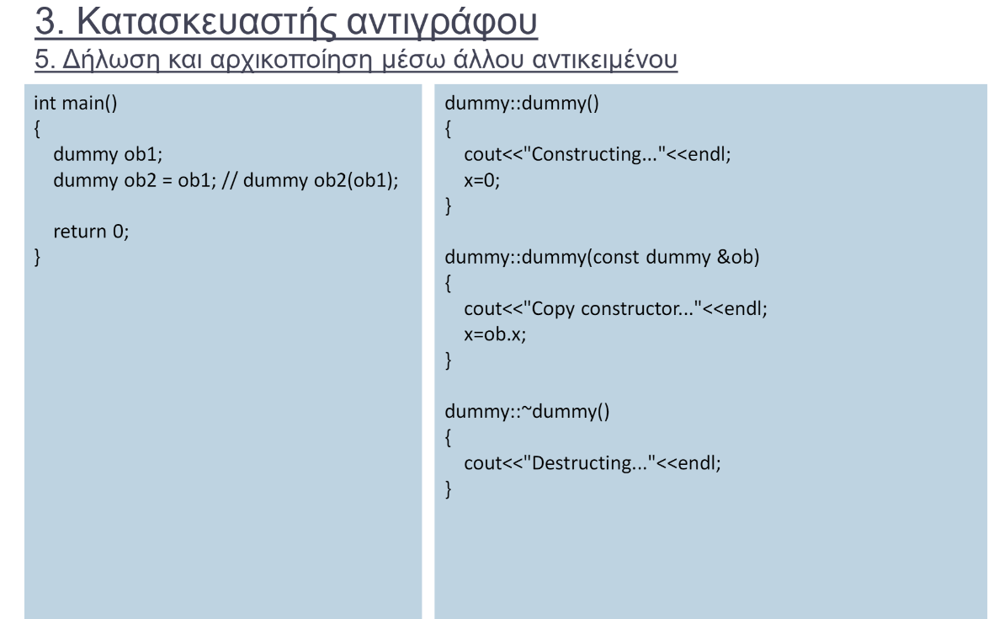 3. Κατασκευαστής αντιγράφου
5. Δήλωση και αρχικοποίηση μέσω άλλου αντικειμένου
int main()
{
dummy ob1;
dummy ob2 = ob1; // dummy ob2(ob1);
return 0;
}
dummy::dummy()
{
cout<<"Constructing..."<<endl;
x=0;
}
dummy::dummy(const dummy &ob)
{
cout<<"Copy constructor..."<<endl;
x=ob.x;
}
dummy::~dummy()
{
cout<<"Destructing..."<<endl;
}